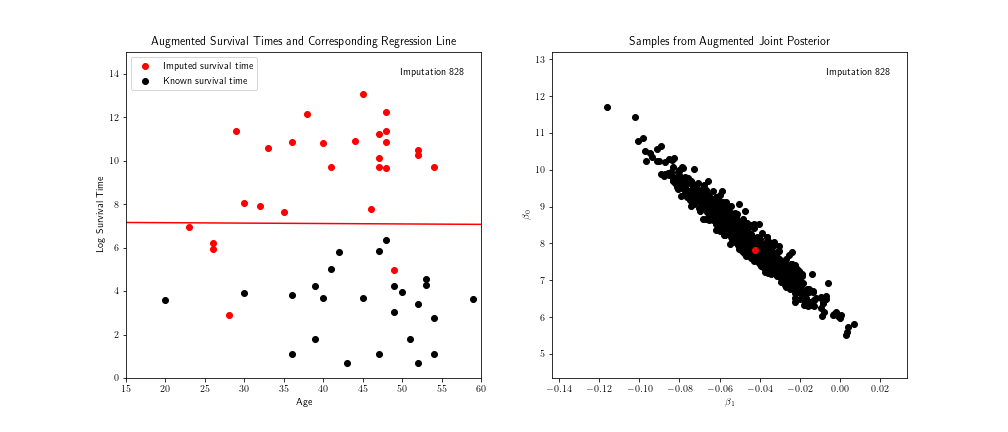 Augmented Survival Times and Corresponding Regression Line
Imputed survival time
Known survival time
Imputation 828
14
12
10
8
6
4
2
0
Log Survival Time
15 20 25 30 35 40 45 50 55 60
Age
Samples from Augmented Joint Posterior
Imputation 828
13
12
11
10
9
8
7
6
5
β₀
−0.14 −0.12 −0.10 −0.08 −0.06 −0.04 −0.02 0.00 0.02
β₁